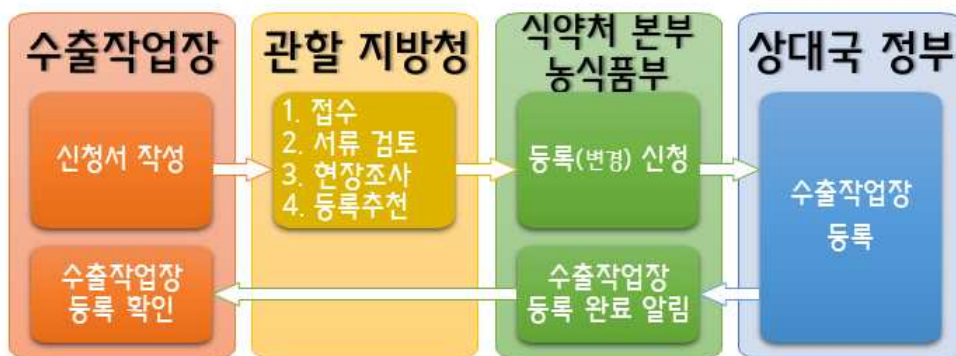 수출작업장
신청서 작성
수출작업장
등록 확인
관할 지방청
1. 접수
2. 서류 검토
3. 현장조사
4. 등록추천
식약처 본부
농식품부
등록(변경) 신청
수출작업장
등록 완료 알림
상대국 정부
수출작업장
등록